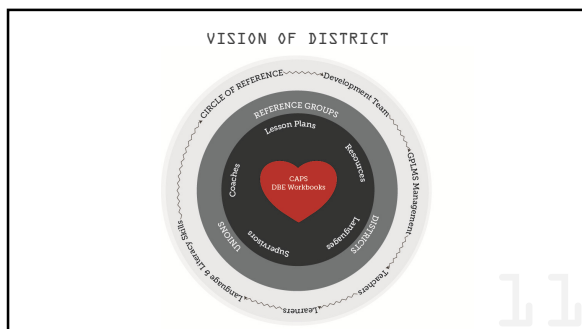 VISION OF DISTRICT
CIRCLE OF REFERENCE
Development Team
GPLMS Management
Teachers
Learners
Language & Literacy Skills
REFERENCE GROUPS
DISTRICTS
UNIONS
Lesson Plans
Resources
Languages
Supervisors
Coaches
CAPS
DBE Workbooks
11